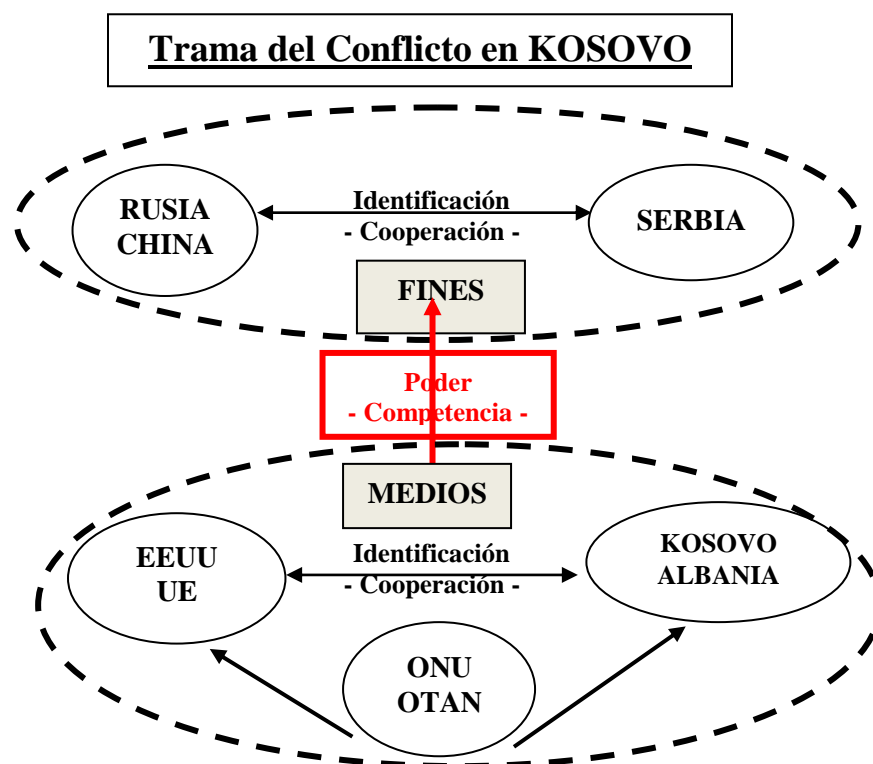 Trama del Conflicto en KOSOVO
RUSIA
CHINA
Identificación
- Cooperación -
SERBIA
FINES
Poder
- Competencia -
MEDIOS
EEUU
UE
Identificación
- Cooperación -
KOSOVO
ALBANIA
ONU
OTAN